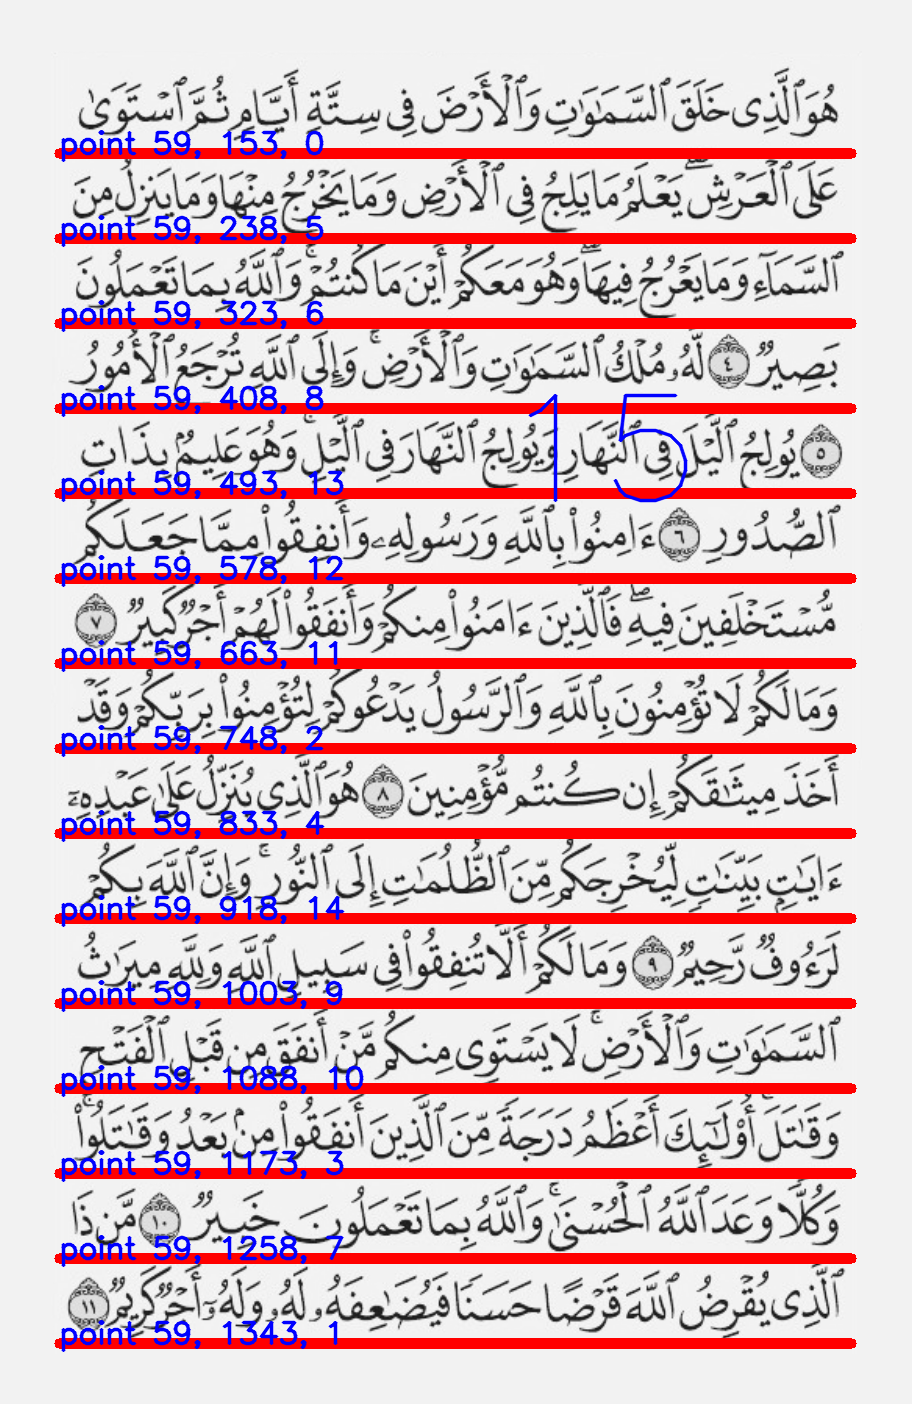 هُوَ ٱلَّذِى خَلَقَ ٱلسَّمَٰوَٰتِ وَٱلْأَرْضَ فِى سِتَّةِ أَيَّامٍ ثُمَّ ٱسْتَوَىٰ
point 59, 153, 0
عَلَى ٱلْعَرْشِ ۖ يَعْلَمُ مَا يَلِجُ فِى ٱلْأَرْضِ وَمَا يَخْرُجُ مِنْهَا وَمَا يَنزِلُ مِنَ
point 59, 238, 5
ٱلسَّمَآءِ وَمَا يَعْرُجُ فِيهَا ۖ وَهُوَ مَعَكُمْ أَيْنَ مَا كُنتُمْ ۚ وَٱللَّهُ بِمَا تَعْمَلُونَ
point 59, 323, 6
بَصِيرٌ ٤ لَّهُۥ مُلْكُ ٱلسَّمَٰوَٰتِ وَٱلْأَرْضِ ۚ وَإِلَى ٱللَّهِ تُرْجَعُ ٱلْأُمُورُ
point 59, 408, 8
٥ يُولِجُ ٱلَّيْلَ فِى ٱلنَّهَارِ وَيُولِجُ ٱلنَّهَارَ فِى ٱلَّيْلِ ۚ وَهُوَ عَلِيمٌۢ بِذَاتِ
15
point 59, 493, 13
ٱلصُّدُورِ ٦ ءَامِنُوا۟ بِٱللَّهِ وَرَسُولِهِۦ وَأَنفِقُوا۟ مِمَّا جَعَلَكُم
point 59, 578, 12
مُّسْتَخْلَفِينَ فِيهِ ۖ فَٱلَّذِينَ ءَامَنُوا۟ مِنكُمْ وَأَنفَقُوا۟ لَهُمْ أَجْرٌ كَبِيرٌ ٧
point 59, 663, 11
وَمَا لَكُمْ لَا تُؤْمِنُونَ بِٱللَّهِ وَٱلرَّسُولُ يَدْعُوكُمْ لِتُؤْمِنُوا۟ بِرَبِّكُمْ وَقَدْ
point 59, 748, 2
أَخَذَ مِيثَٰقَكُمْ إِن كُنتُم مُّؤْمِنِينَ ٨ هُوَ ٱلَّذِى يُنَزِّلُ عَلَىٰ عَبْدِهِۦٓ
point 59, 833, 4
ءَايَٰتٍۭ بَيِّنَٰتٍ لِّيُخْرِجَكُم مِّنَ ٱلظُّلُمَٰتِ إِلَى ٱلنُّورِ ۚ وَإِنَّ ٱللَّهَ بِكُمْ
point 59, 918, 14
لَرَءُوفٌ رَّحِيمٌ ٩ وَمَا لَكُمْ أَلَّا تُنفِقُوا۟ فِى سَبِيلِ ٱللَّهِ وَلِلَّهِ مِيرَٰثُ
point 59, 1003, 9
ٱلسَّمَٰوَٰتِ وَٱلْأَرْضِ ۚ لَا يَسْتَوِى مِنكُم مَّنْ أَنفَقَ مِن قَبْلِ ٱلْفَتْحِ
point 59, 1088, 10
وَقَٰتَلَ ۚ أُو۟لَٰٓئِكَ أَعْظَمُ دَرَجَةً مِّنَ ٱلَّذِينَ أَنفَقُوا۟ مِنۢ بَعْدُ وَقَٰتَلُوا۟ ۚ
point 59, 1173, 3
وَكُلًّا وَعَدَ ٱللَّهُ ٱلْحُسْنَىٰ ۚ وَٱللَّهُ بِمَا تَعْمَلُونَ خَبِيرٌ ١٠ مَّن ذَا
point 59, 1258, 7
ٱلَّذِى يُقْرِضُ ٱللَّهَ قَرْضًا حَسَنًا فَيُضَٰعِفَهُۥ لَهُۥ وَلَهُۥٓ أَجْرٌ كَرِيمٌ ١١
point 59, 1343, 1